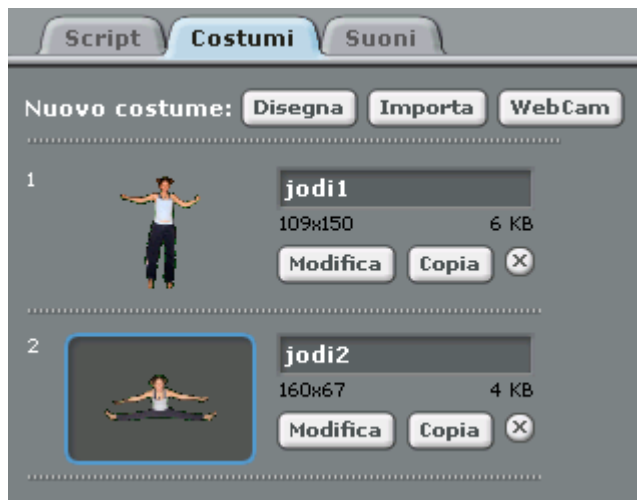 Script Costumi Suoni
Nuovo costume: Disegna Importa WebCam
1
jodi1
109x150 6 KB
Modifica Copia
2
jodi2
160x67 4 KB
Modifica Copia